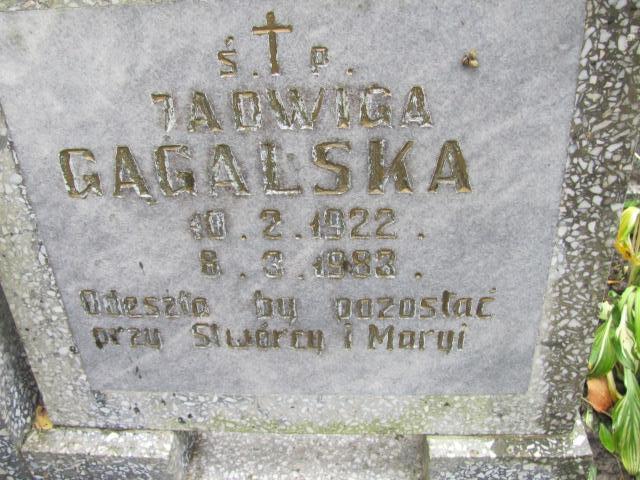 Ś. P.
JADWIGA
GĄGALSKA
10.2.1922.
8.3.1983.
Odeszła by pozostać
przy Stwórcy i Maryi